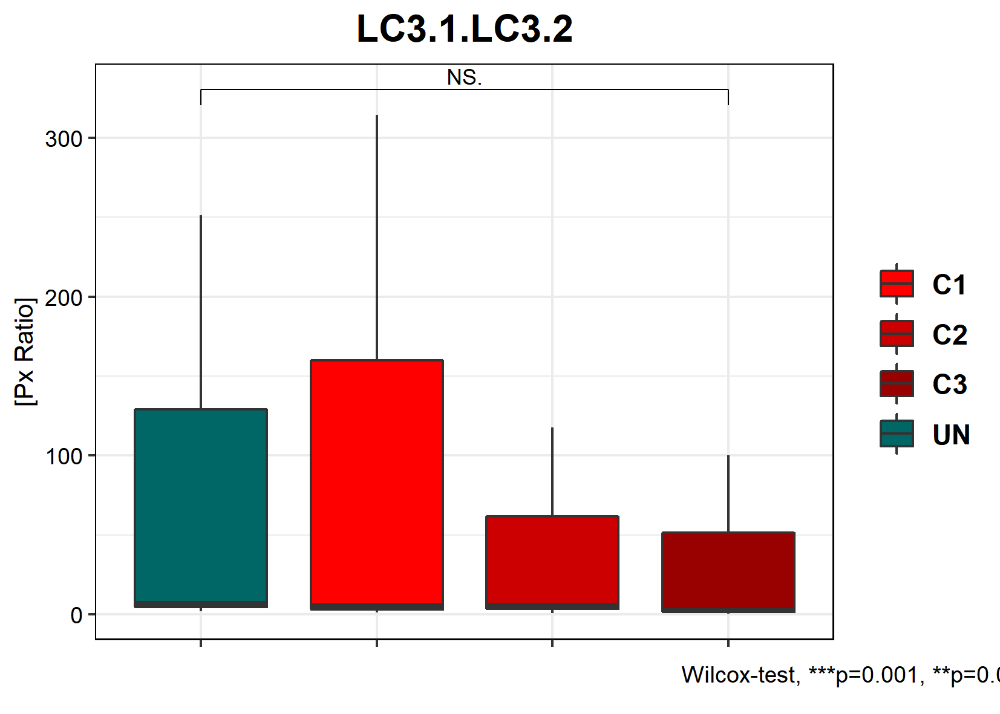 LC3.1.LC3.2
NS.
300
200
100
0
[Px Ratio]
C1
C2
C3
UN
Wilcox-test, ***p=0.001, **p=0.0